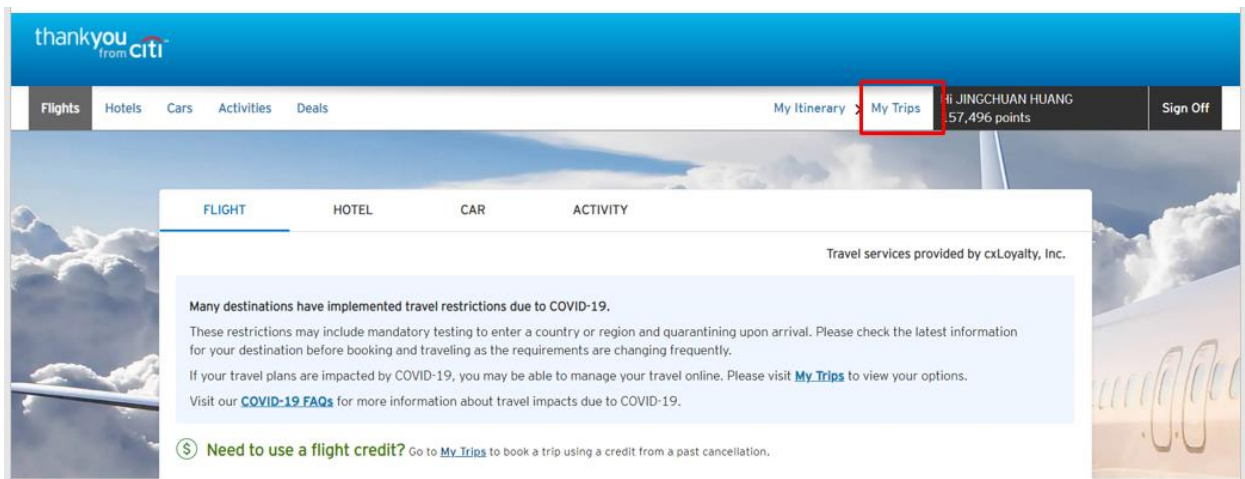 thankyou
from citi
Flights Hotels Cars Activities Deals My Itinerary My Trips Hi JINGCHUAN HUANG Sign Off
157,496 points
FLIGHT HOTEL CAR ACTIVITY
Travel services provided by cxLoyalty, Inc.
Many destinations have implemented travel restrictions due to COVID-19.
These restrictions may include mandatory testing to enter a country or region and quarantining upon arrival. Please check the latest information
for your destination before booking and traveling as the requirements are changing frequently.
If your travel plans are impacted by COVID-19, you may be able to manage your travel online. Please visit My Trips to view your options.
Visit our COVID-19 FAQs for more information about travel impacts due to COVID-19.
Need to use a flight credit? Go to My Trips to book a trip using a credit from a past cancellation.